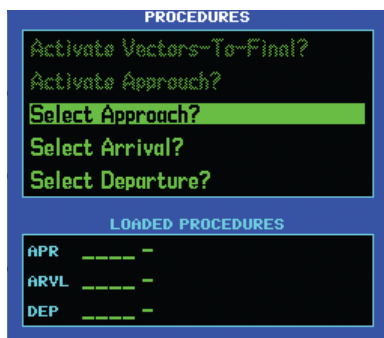 PROCEDURES
Activate Vectors-To-Final?
Activate Approach?
Select Approach?
Select Arrival?
Select Departure?
LOADED PROCEDURES
APR ____ -
ARVL ____ -
DEP ____ -